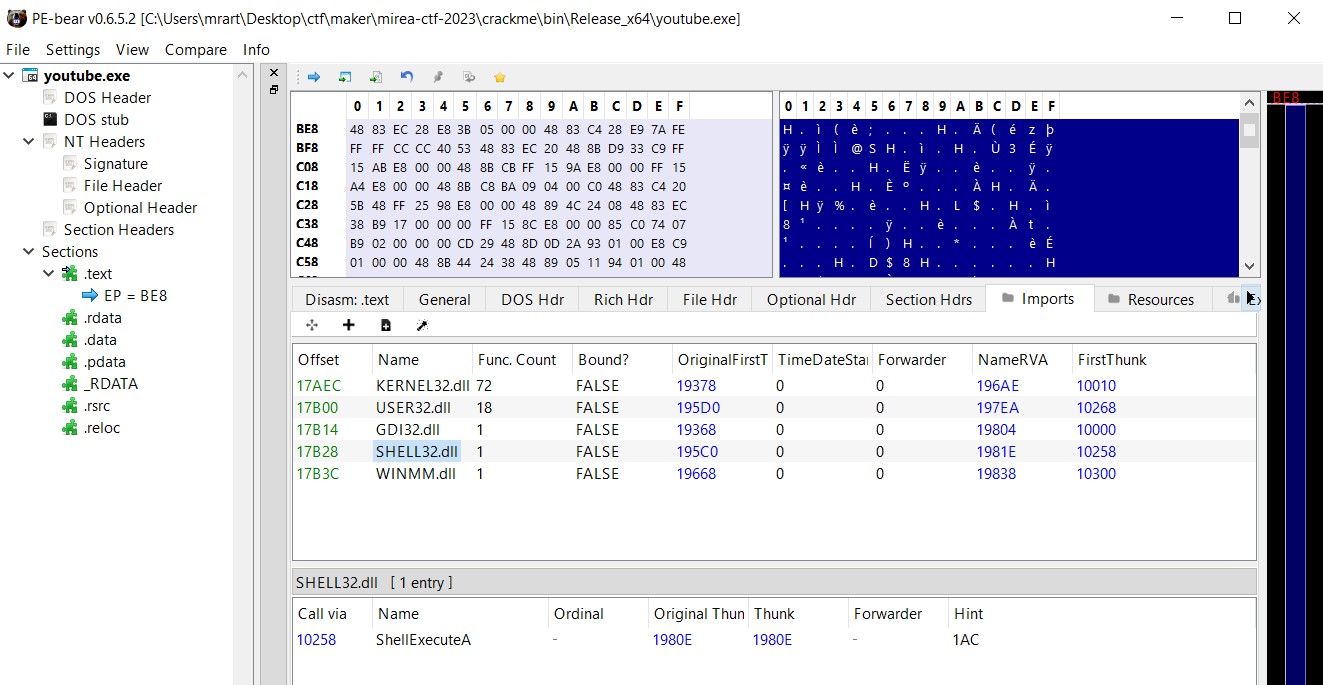 PE-bear v0.6.5.2 [C:\Users\mrart\Desktop\ctf\maker\mirea-ctf-2023\crackme\bin\Release_x64\youtube.exe]
File Settings View Compare Info
youtube.exe
DOS Header
DOS stub
NT Headers
Signature
File Header
Optional Header
Section Headers
Sections
.text
EP = BE8
.rdata
.data
.pdata
_RDATA
.rsrc
.reloc
0 1 2 3 4 5 6 7 8 9 A B C D E F
BE8 48 83 EC 28 E8 3B 05 00 00 48 83 C4 28 E9 7A FE
BF8 FF FF CC CC 40 53 48 83 EC 20 48 8B D9 33 C9 FF
C08 15 AB E8 00 00 48 8B CB FF 15 9A E8 00 00 FF 15
C18 A4 E8 00 00 48 8B C8 BA 09 04 00 C0 48 83 C4 20
C28 5B 48 FF 25 98 E8 00 00 48 89 4C 24 08 48 83 EC
C38 38 B9 17 00 00 00 FF 15 8C E8 00 00 85 C0 74 07
C48 B9 02 00 00 00 CD 29 48 8D 0D 2A 93 01 00 E8 C9
C58 01 00 00 48 8B 44 24 38 48 89 05 11 94 01 00 48
0 1 2 3 4 5 6 7 8 9 A B C D E F
H . ì ( è ; . . . H . Ä ( é z þ
ÿ ÿ Ì Ì @ S H . ì . H . Ù 3 É ÿ
. « è . . H . Ë ÿ . . è . . ÿ .
¤ è . . H . È º . . . À H . Ä .
[ H ÿ % . è . . H . L $ . H . ì
8 ¹ . . . . ÿ . . è . . . À t .
¹ . . . . Í ) H . . * . . . è É
. . . H . D $ 8 H . . . . . . H
BE8
Disasm: .text General DOS Hdr Rich Hdr File Hdr Optional Hdr Section Hdrs Imports Resources
Offset Name Func. Count Bound? OriginalFirstT TimeDateStar Forwarder NameRVA FirstThunk
17AEC KERNEL32.dll 72 FALSE 19378 0 0 196AE 10010
17B00 USER32.dll 18 FALSE 195D0 0 0 197EA 10268
17B14 GDI32.dll 1 FALSE 19368 0 0 19804 10000
17B28 SHELL32.dll 1 FALSE 195C0 0 0 1981E 10258
17B3C WINMM.dll 1 FALSE 19668 0 0 19838 10300
SHELL32.dll [ 1 entry ]
Call via Name Ordinal Original Thun Thunk Forwarder Hint
10258 ShellExecuteA - 1980E 1980E - 1AC